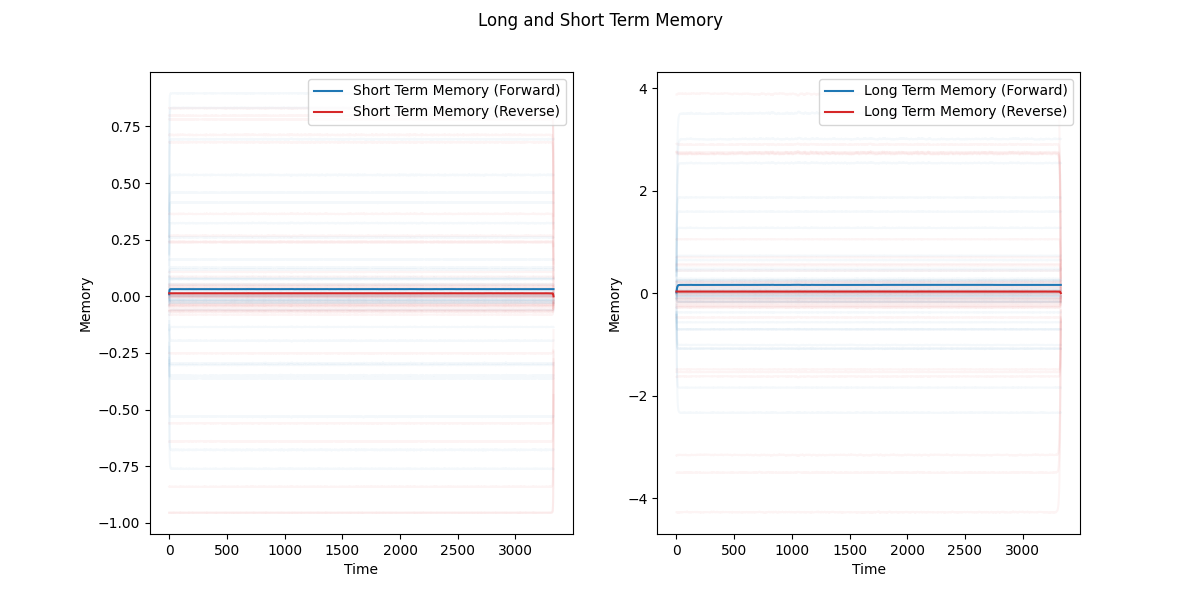 Long and Short Term Memory
Short Term Memory (Forward)
Short Term Memory (Reverse)
0.75
0.50
0.25
0.00
−0.25
−0.50
−0.75
−1.00
Memory
0 500 1000 1500 2000 2500 3000
Time
Long Term Memory (Forward)
Long Term Memory (Reverse)
4
2
0
−2
−4
Memory
0 500 1000 1500 2000 2500 3000
Time